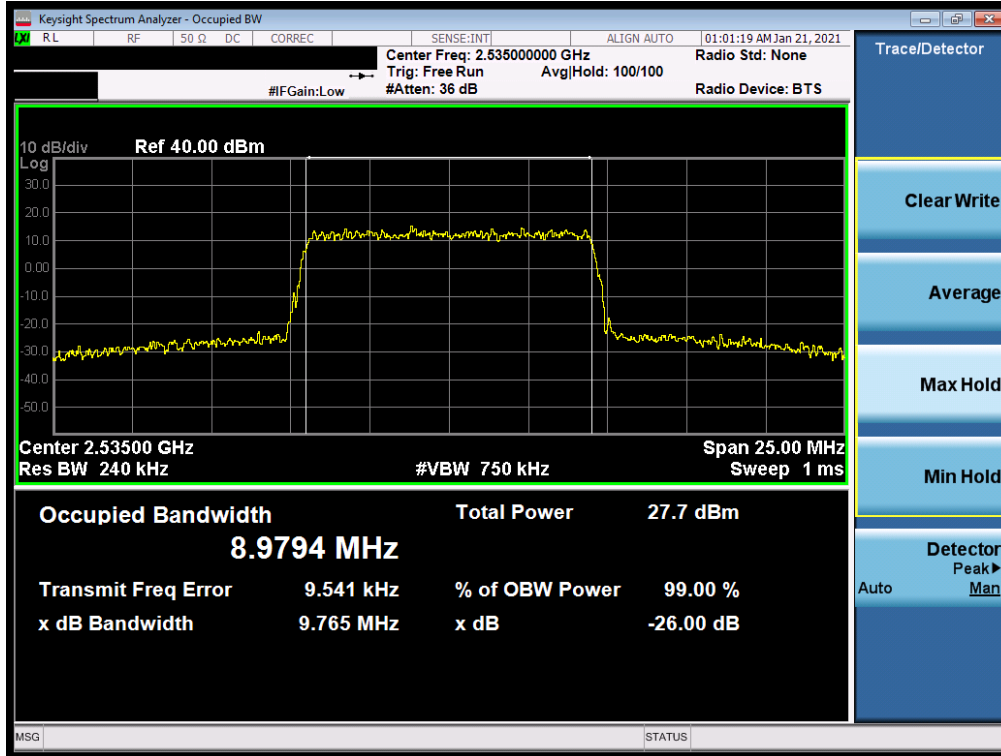 Keysight Spectrum Analyzer - Occupied BW
LXI RL RF 50 Ω DC CORREC SENSE:INT ALIGN AUTO 01:01:19 AM Jan 21, 2021
Center Freq: 2.535000000 GHz Radio Std: None
Trig: Free Run Avg|Hold: 100/100
#IFGain:Low #Atten: 36 dB Radio Device: BTS
10 dB/div Ref 40.00 dBm
Log
30.0
20.0
10.0
0.00
-10.0
-20.0
-30.0
-40.0
-50.0
Center 2.53500 GHz Span 25.00 MHz
Res BW 240 kHz #VBW 750 kHz Sweep 1 ms
Occupied Bandwidth Total Power 27.7 dBm
8.9794 MHz
Transmit Freq Error 9.541 kHz % of OBW Power 99.00 %
x dB Bandwidth 9.765 MHz x dB -26.00 dB
MSG STATUS
Trace/Detector
Clear Write
Average
Max Hold
Min Hold
Detector
Peak▶
Auto Man